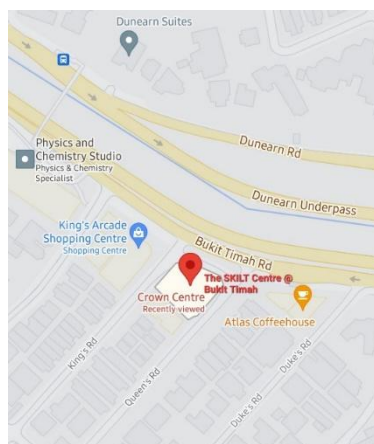 Dunearn Suites
Dunearn Rd
Physics and
Chemistry Studio
Physics & Chemistry
Specialist
Dunearn Underpass
King's Arcade
Shopping Centre
Shopping Centre
Bukit Timah Rd
The SKILT Centre @
Bukit Timah
Crown Centre
Recently viewed
Atlas Coffeehouse
King's Rd
Queen's Rd
Duke's Rd
Duke's Rd